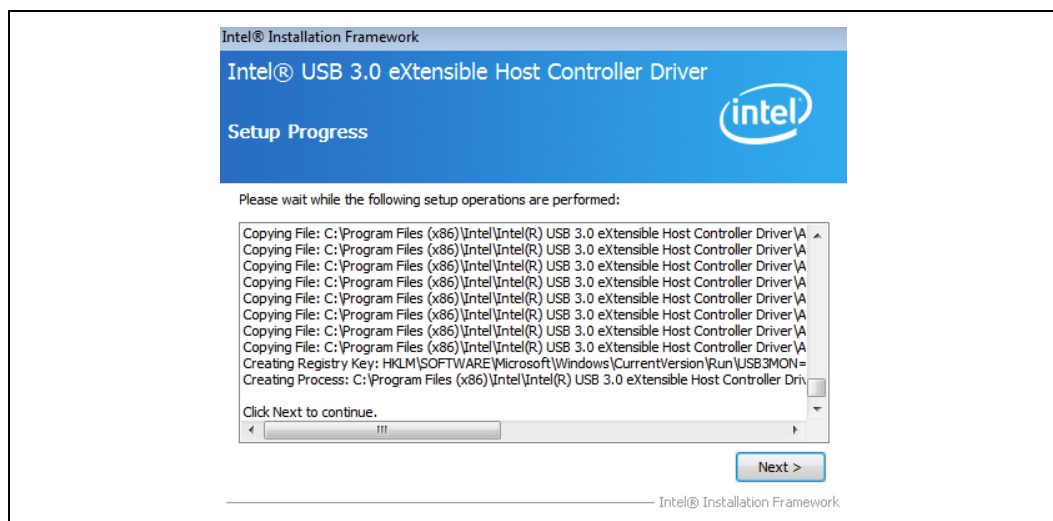 Intel® Installation Framework
Intel® USB 3.0 eXtensible Host Controller Driver
intel
Setup Progress
Please wait while the following setup operations are performed:
Copying File: C:\Program Files (x86)\Intel\Intel(R) USB 3.0 eXtensible Host Controller Driver\A
Copying File: C:\Program Files (x86)\Intel\Intel(R) USB 3.0 eXtensible Host Controller Driver\A
Copying File: C:\Program Files (x86)\Intel\Intel(R) USB 3.0 eXtensible Host Controller Driver\A
Copying File: C:\Program Files (x86)\Intel\Intel(R) USB 3.0 eXtensible Host Controller Driver\A
Copying File: C:\Program Files (x86)\Intel\Intel(R) USB 3.0 eXtensible Host Controller Driver\A
Copying File: C:\Program Files (x86)\Intel\Intel(R) USB 3.0 eXtensible Host Controller Driver\A
Copying File: C:\Program Files (x86)\Intel\Intel(R) USB 3.0 eXtensible Host Controller Driver\A
Copying File: C:\Program Files (x86)\Intel\Intel(R) USB 3.0 eXtensible Host Controller Driver\A
Creating Registry Key: HKLM\SOFTWARE\Microsoft\Windows\CurrentVersion\Run\USB3MON=
Creating Process: C:\Program Files (x86)\Intel\Intel(R) USB 3.0 eXtensible Host Controller Driv
Click Next to continue.
Next >
Intel® Installation Framework